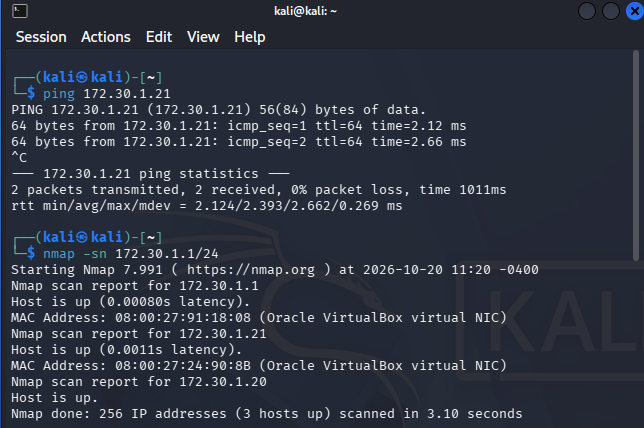 kali@kali: ~
Session Actions Edit View Help
┌──(kali㉿kali)-[~]
└─$ ping 172.30.1.21
PING 172.30.1.21 (172.30.1.21) 56(84) bytes of data.
64 bytes from 172.30.1.21: icmp_seq=1 ttl=64 time=2.12 ms
64 bytes from 172.30.1.21: icmp_seq=2 ttl=64 time=2.66 ms
^C
--- 172.30.1.21 ping statistics ---
2 packets transmitted, 2 received, 0% packet loss, time 1011ms
rtt min/avg/max/mdev = 2.124/2.393/2.662/0.269 ms
┌──(kali㉿kali)-[~]
└─$ nmap -sn 172.30.1.1/24
Starting Nmap 7.991 ( https://nmap.org ) at 2026-10-20 11:20 -0400
Nmap scan report for 172.30.1.1
Host is up (0.00080s latency).
MAC Address: 08:00:27:91:18:08 (Oracle VirtualBox virtual NIC)
Nmap scan report for 172.30.1.21
Host is up (0.0011s latency).
MAC Address: 08:00:27:24:90:8B (Oracle VirtualBox virtual NIC)
Nmap scan report for 172.30.1.20
Host is up.
Nmap done: 256 IP addresses (3 hosts up) scanned in 3.10 seconds
KAL